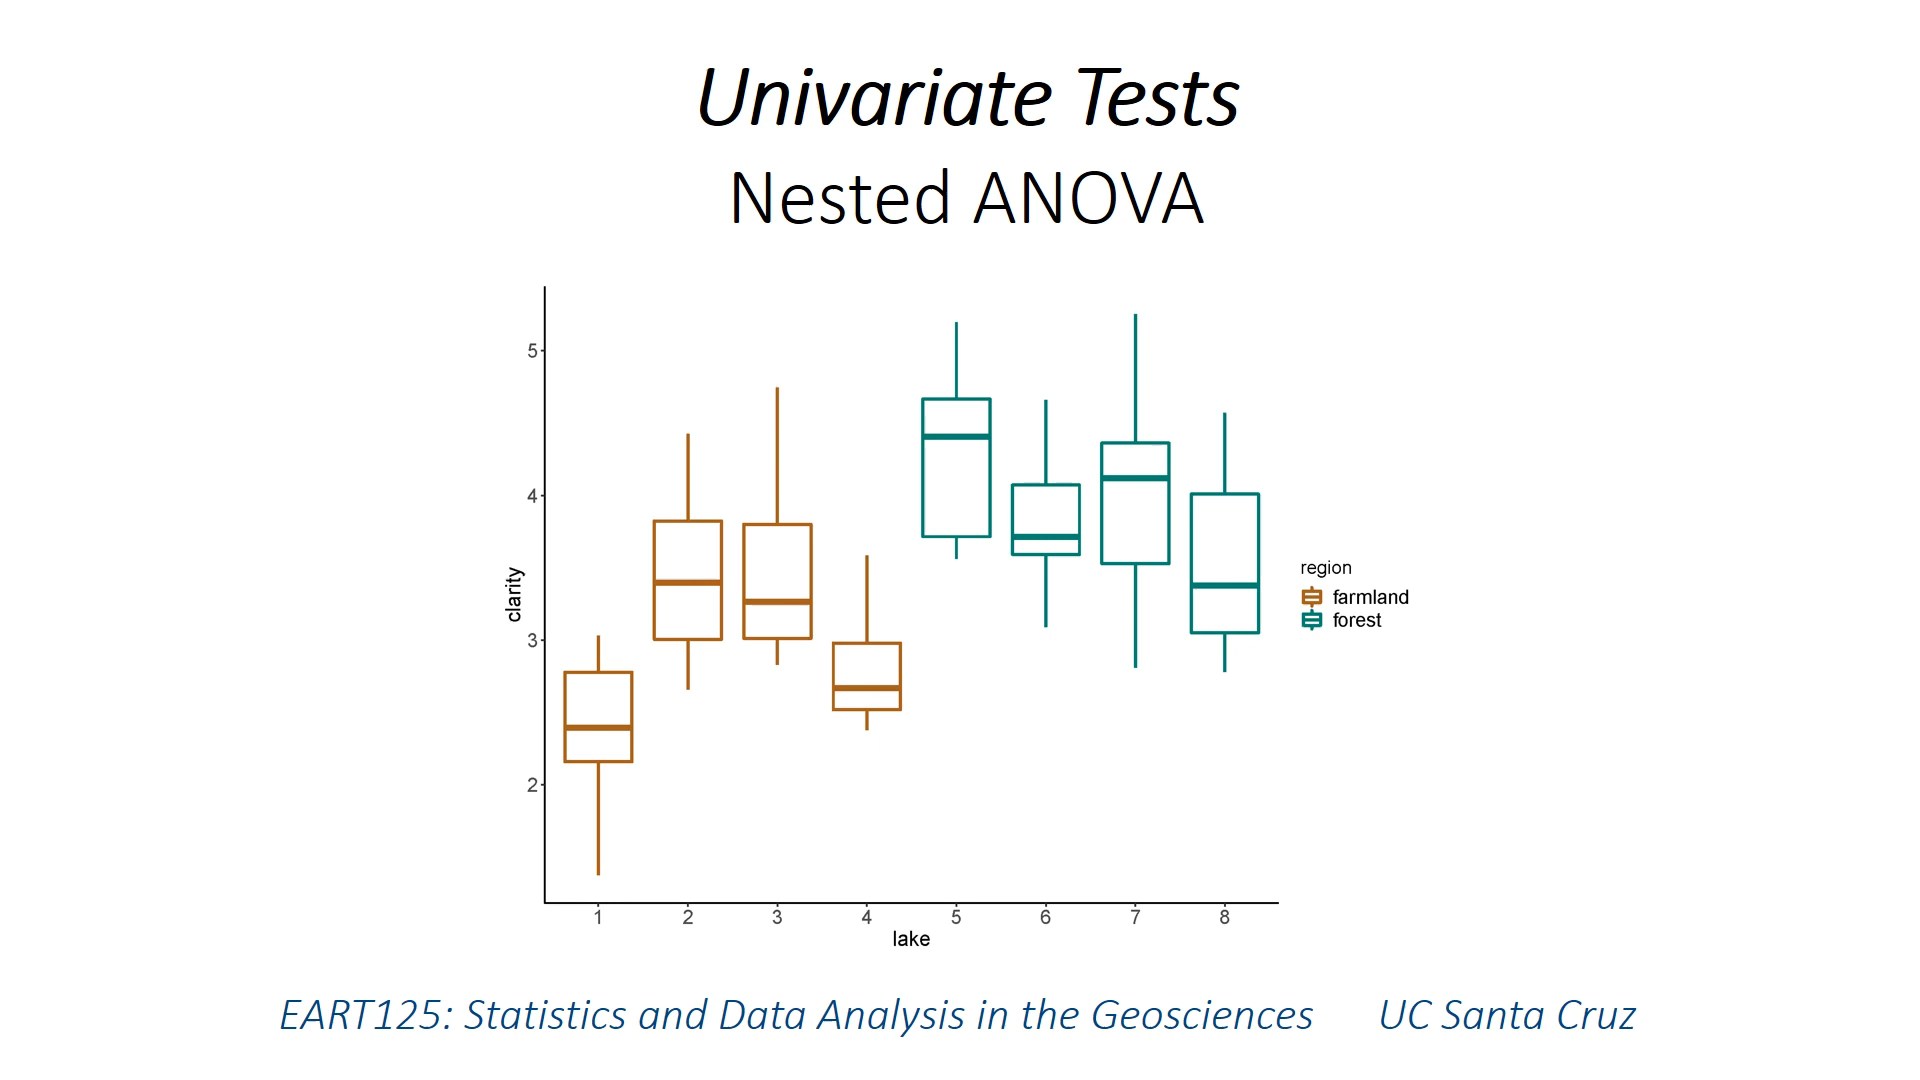 Univariate Tests
Nested ANOVA
5
4
3
2
clarity
1 2 3 4 5 6 7 8
lake
region
farmland
forest
EART125: Statistics and Data Analysis in the Geosciences UC Santa Cruz